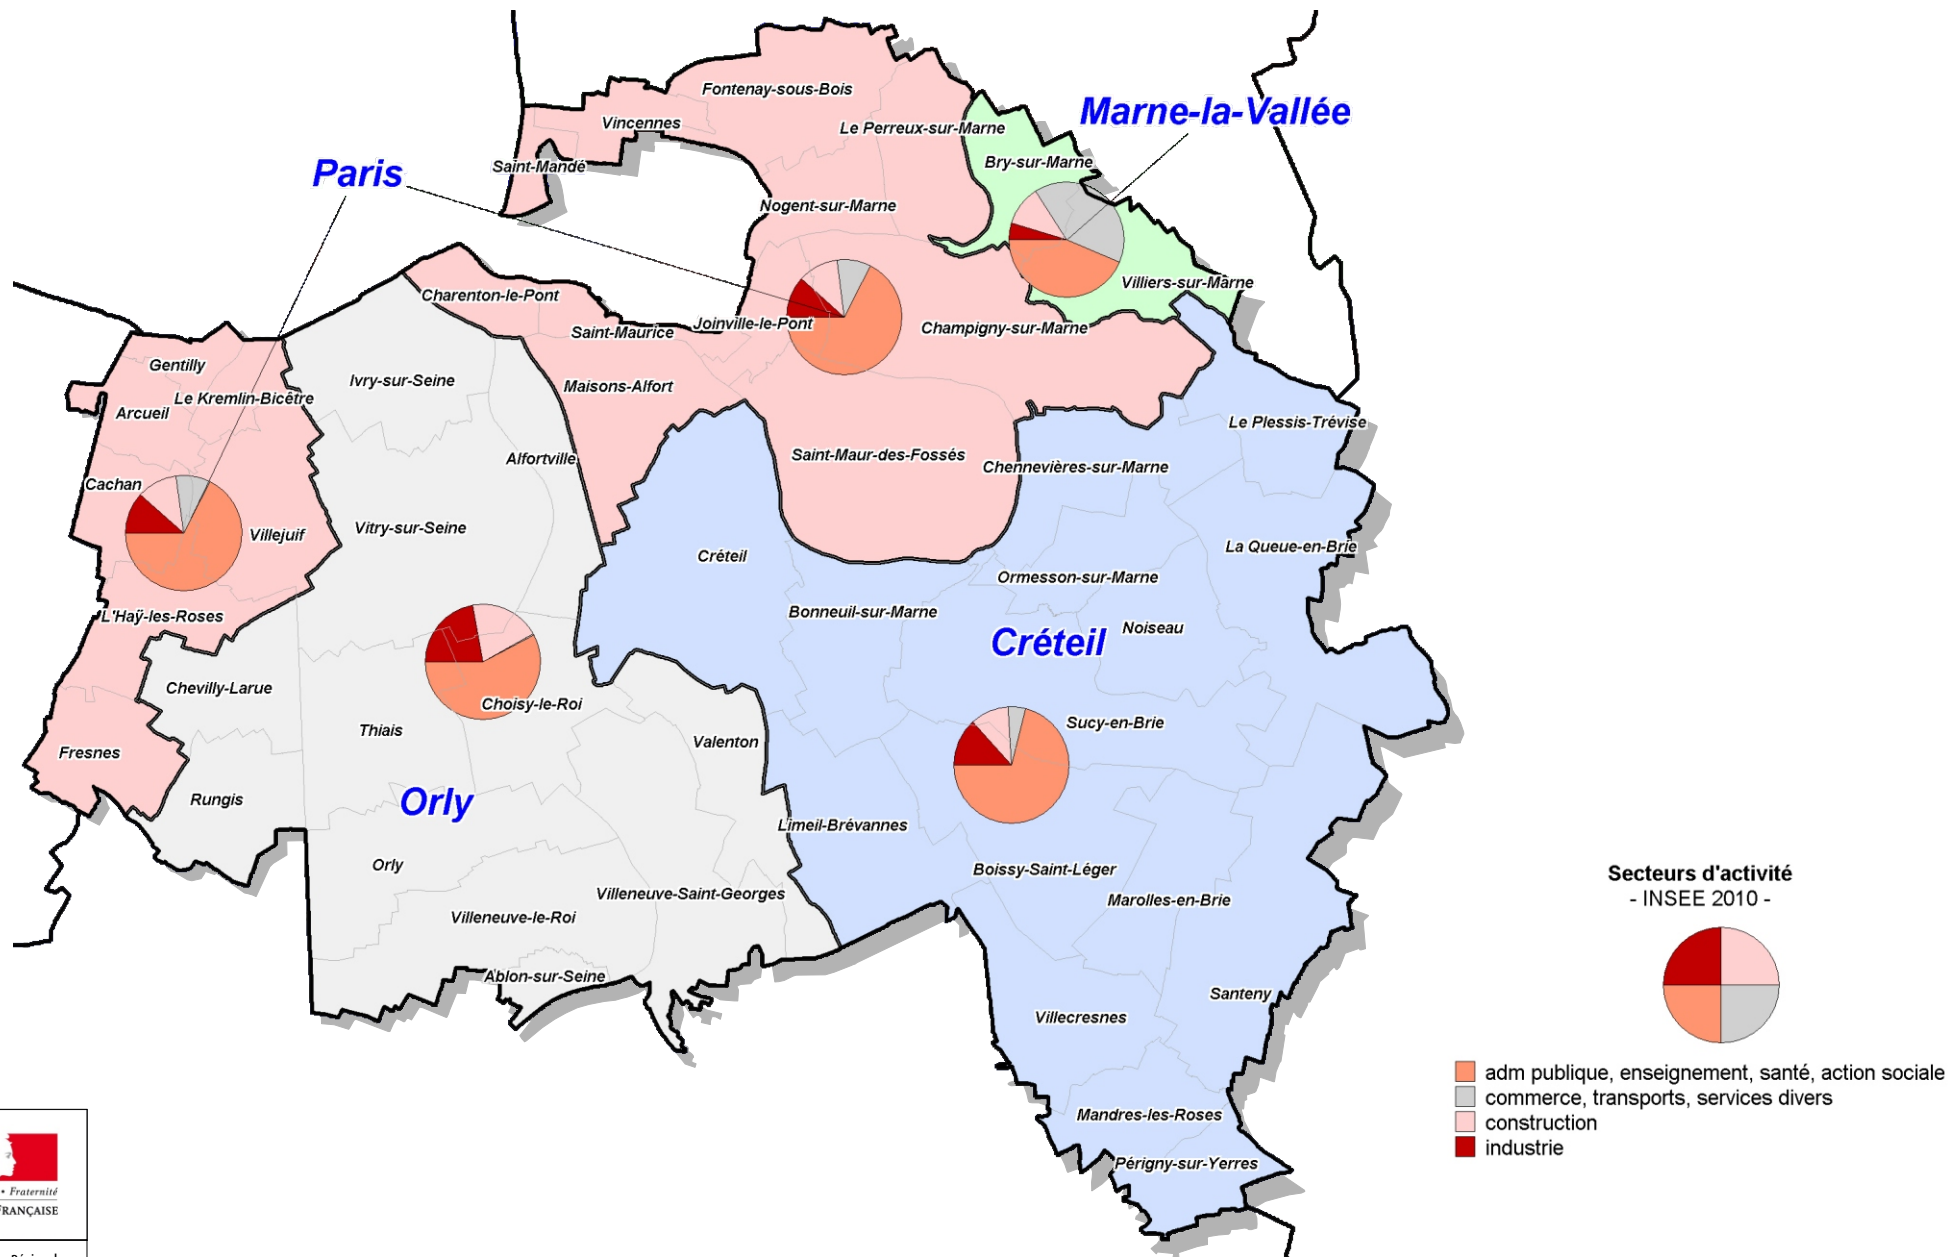 Fontenay-sous-Bois
Marne-la-Vallée
Vincennes
Le Perreux-sur-Marne
Bry-sur-Marne
Paris
Saint-Mandé
Nogent-sur-Marne
Villiers-sur-Marne
Charenton-le-Pont
Joinville-le-Pont
Saint-Maurice
Champigny-sur-Marne
Gentilly
Ivry-sur-Seine
Maisons-Alfort
Le Kremlin-Bicêtre
Arcueil
Le Plessis-Trévise
Saint-Maur-des-Fossés
Alfortville
Chennevières-sur-Marne
Cachan
Vitry-sur-Seine
Villejuif
La Queue-en-Brie
Créteil
Ormesson-sur-Marne
Bonneuil-sur-Marne
L'Haÿ-les-Roses
Noiseau
Créteil
Chevilly-Larue
Choisy-le-Roi
Sucy-en-Brie
Thiais
Valenton
Fresnes
Rungis
Orly
Limeil-Brévannes
Orly
Boissy-Saint-Léger
Villeneuve-Saint-Georges
Marolles-en-Brie
Villeneuve-le-Roi
Ablon-sur-Seine
Santeny
Villecresnes
Mandres-les-Roses
Périgny-sur-Yerres
Secteurs d'activité
- INSEE 2010 -
adm publique, enseignement, santé, action sociale
commerce, transports, services divers
construction
industrie
• Fraternité
FRANÇAISE